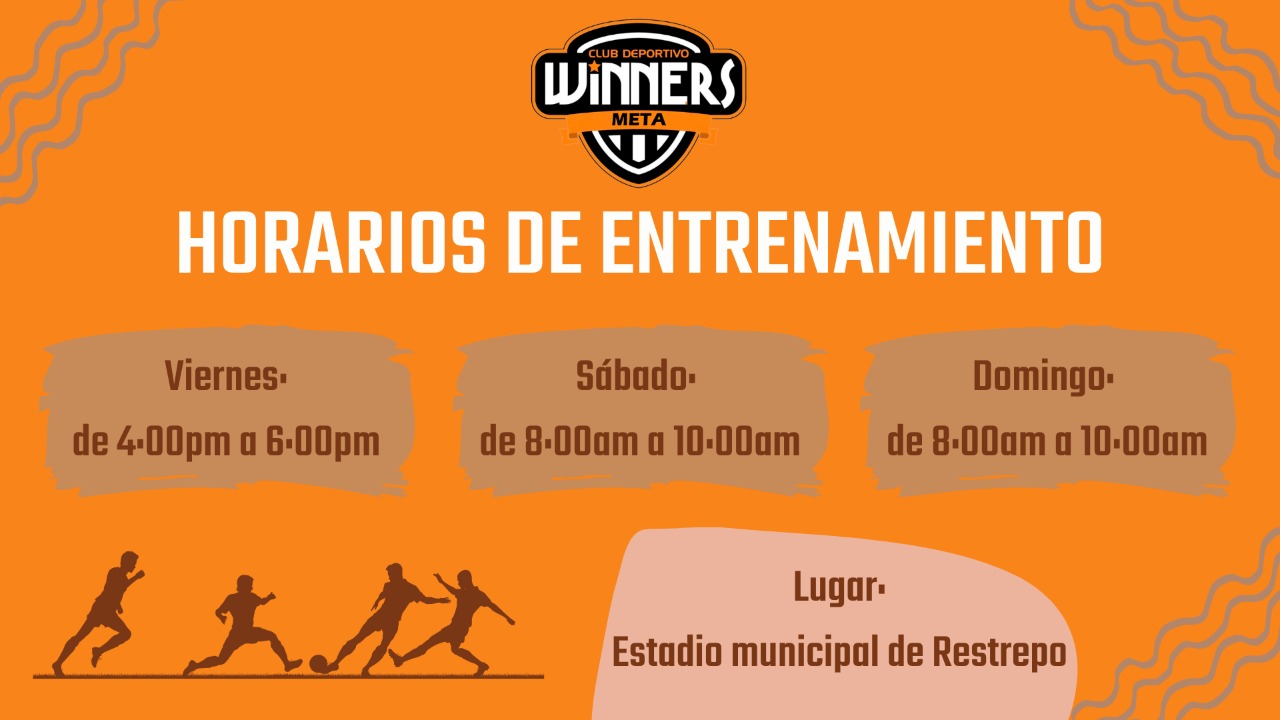 CLUB DEPORTIVO
WINNERS
META
HORARIOS DE ENTRENAMIENTO
Viernes:
de 4:00pm a 6:00pm
Sábado:
de 8:00am a 10:00am
Domingo:
de 8:00am a 10:00am
Lugar:
Estadio municipal de Restrepo